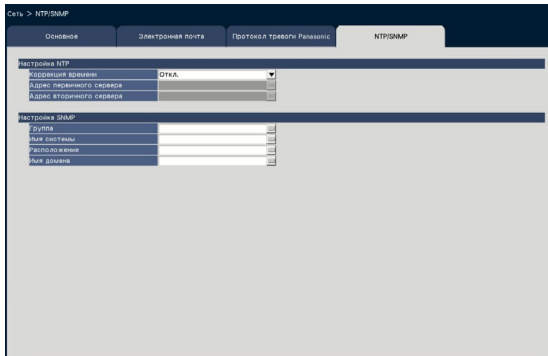 Сеть > NTP/SNMP
Основное Электронная почта Протокол тревоги Panasonic NTP/SNMP
Настройка NTP
Коррекция времени Откл.
Адрес первичного сервера
Адрес вторичного сервера
Настройка SNMP
Группа
Имя системы
Расположение
Имя домена